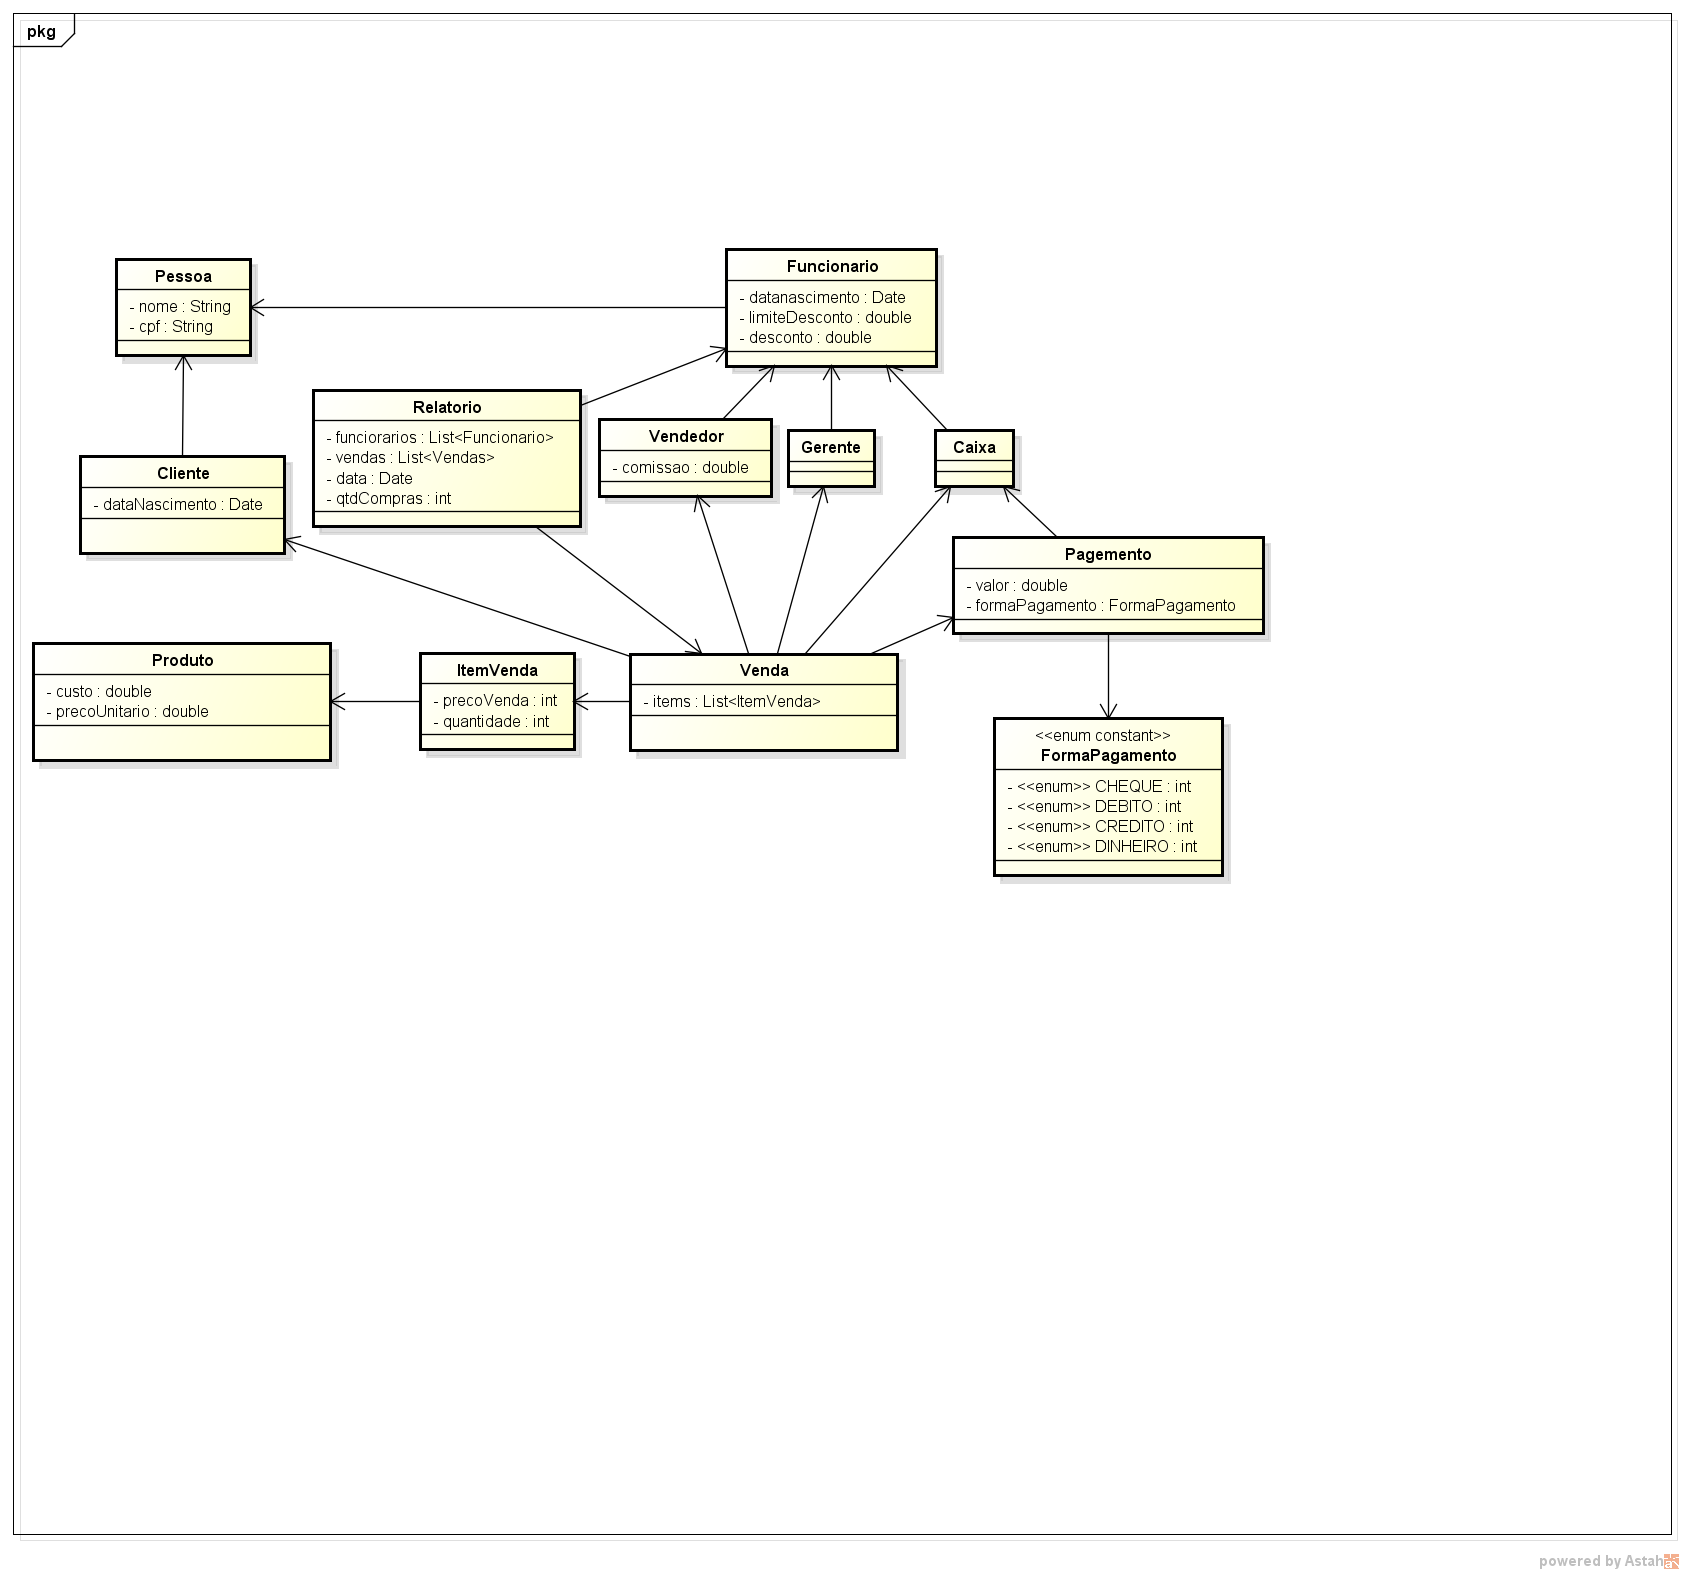 pkg
Pessoa
- nome : String
- cpf : String
Funcionario
- datanascimento : Date
- limiteDesconto : double
- desconto : double
Relatorio
- funciorarios : List<Funcionario>
- vendas : List<Vendas>
- data : Date
- qtdCompras : int
Vendedor
- comissao : double
Gerente
Caixa
Cliente
- dataNascimento : Date
Pagemento
- valor : double
- formaPagamento : FormaPagamento
Produto
- custo : double
- precoUnitario : double
ItemVenda
- precoVenda : int
- quantidade : int
Venda
- items : List<ItemVenda>
<<enum constant>>
FormaPagamento
- <<enum>> CHEQUE : int
- <<enum>> DEBITO : int
- <<enum>> CREDITO : int
- <<enum>> DINHEIRO : int
powered by Astah